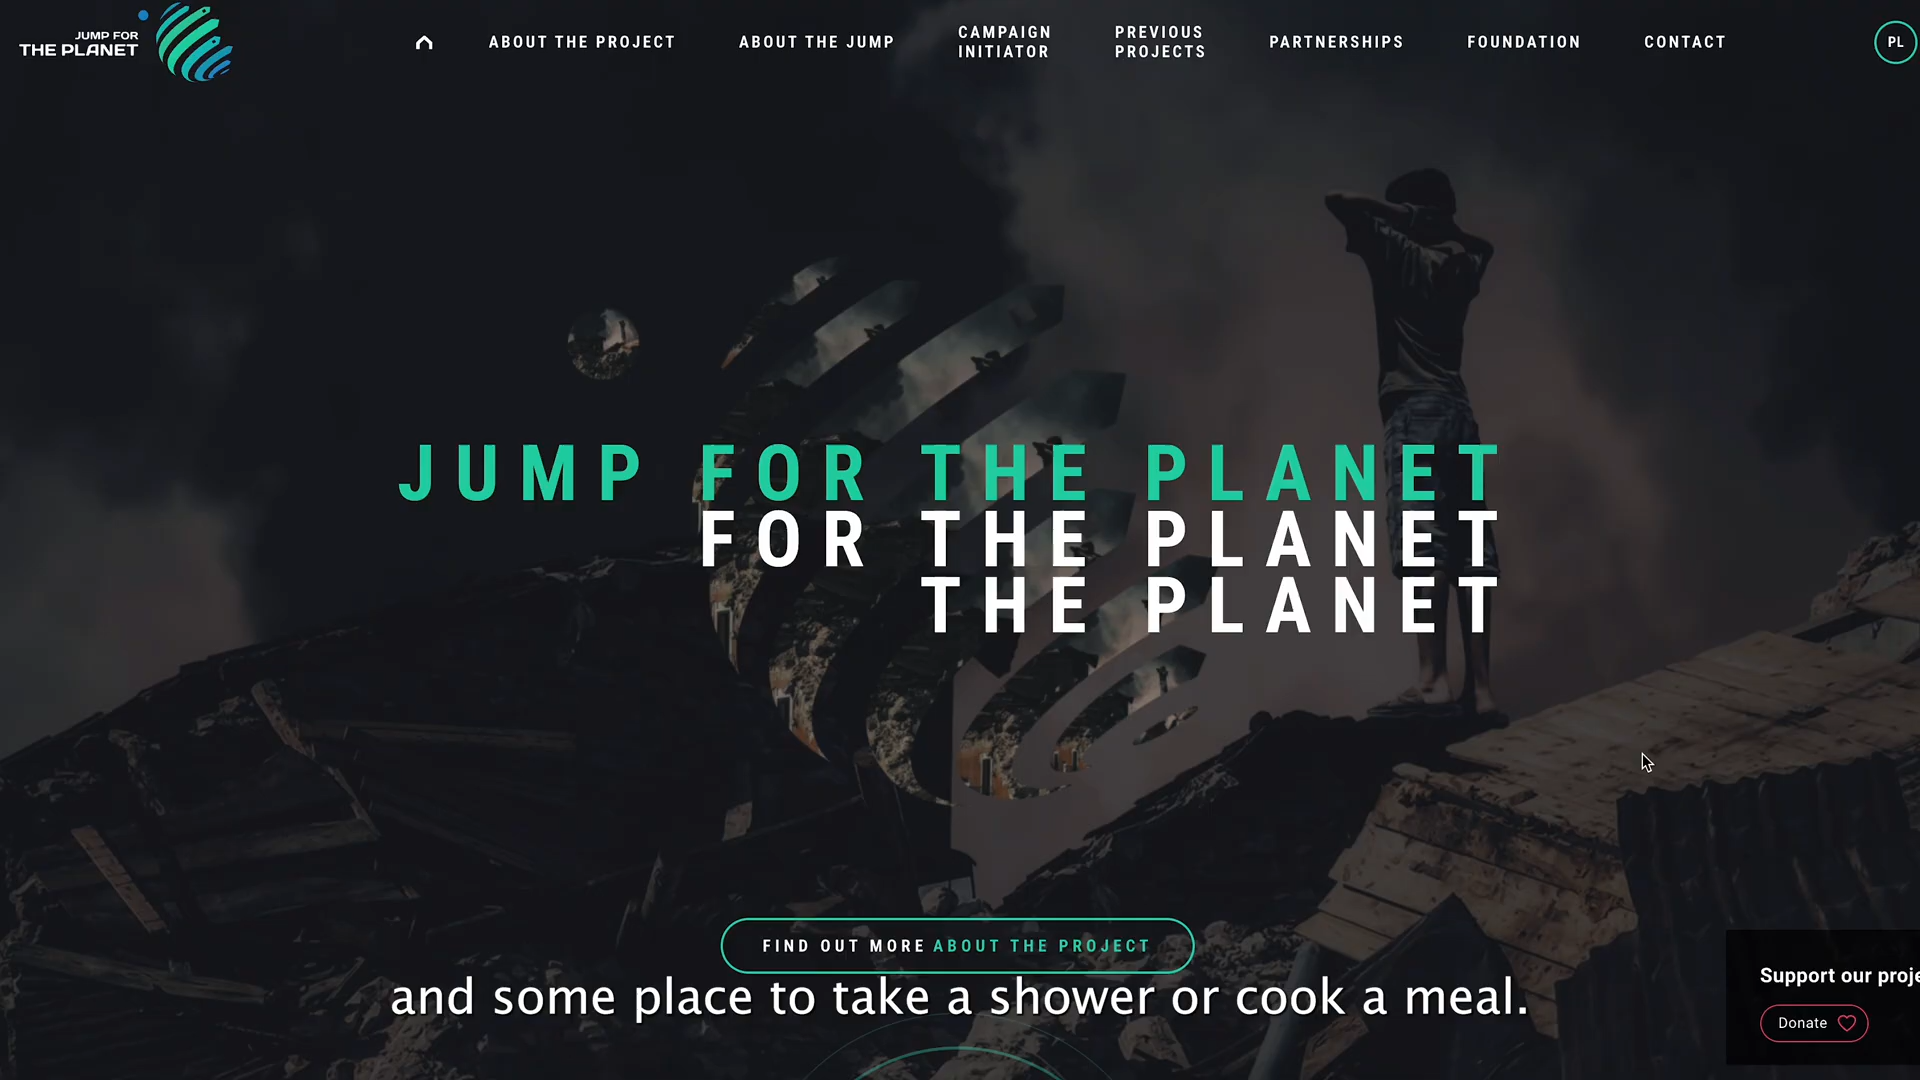 JUMP FOR
THE PLANET
ABOUT THE PROJECT
ABOUT THE JUMP
CAMPAIGN
INITIATOR
PREVIOUS
PROJECTS
PARTNERSHIPS
FOUNDATION
CONTACT
PL
JUMP FOR THE PLANET
FOR THE PLANET
THE PLANET
FIND OUT MORE ABOUT THE PROJECT
and some place to take a shower or cook a meal.
Support our
Donate